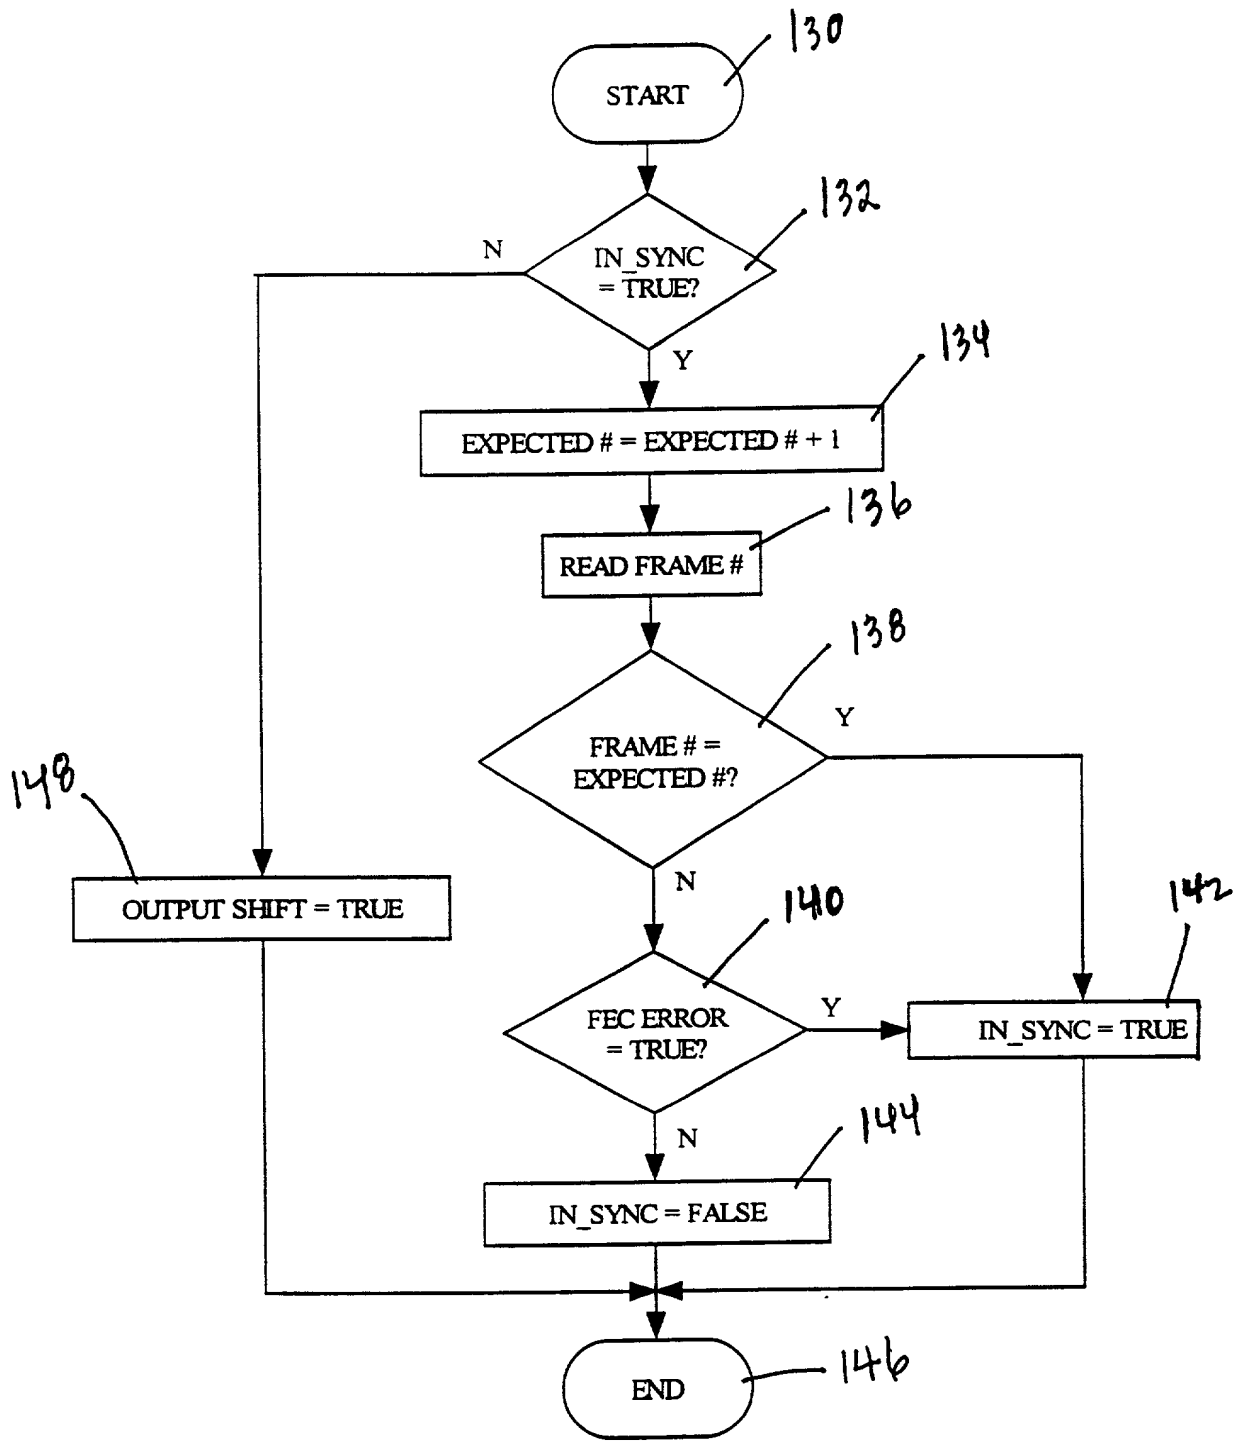 130
START
132
N
IN_SYNC
= TRUE?
Y
134
EXPECTED # = EXPECTED # + 1
136
READ FRAME #
138
Y
FRAME # =
EXPECTED #?
148
N
OUTPUT SHIFT = TRUE
140
142
FEC ERROR
= TRUE?
Y
IN_SYNC = TRUE
144
N
IN_SYNC = FALSE
END
146